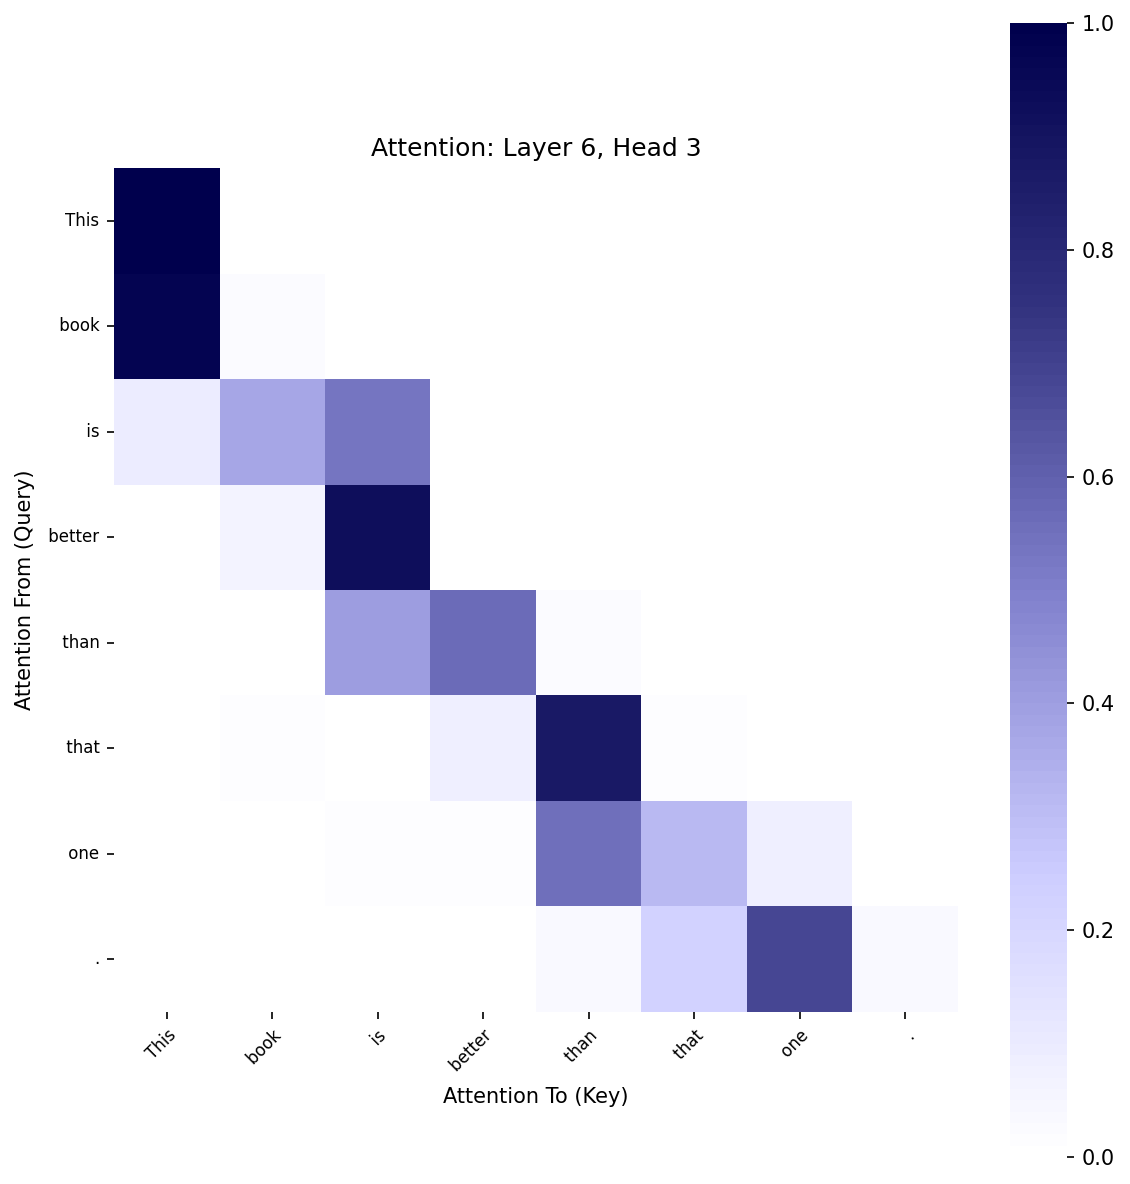 Attention: Layer 6, Head 3
1.0
0.8
0.6
0.4
0.2
0.0
Attention From (Query)
This
book
is
better
than
that
one
.
This
book
is
better
than
that
one
.
Attention To (Key)